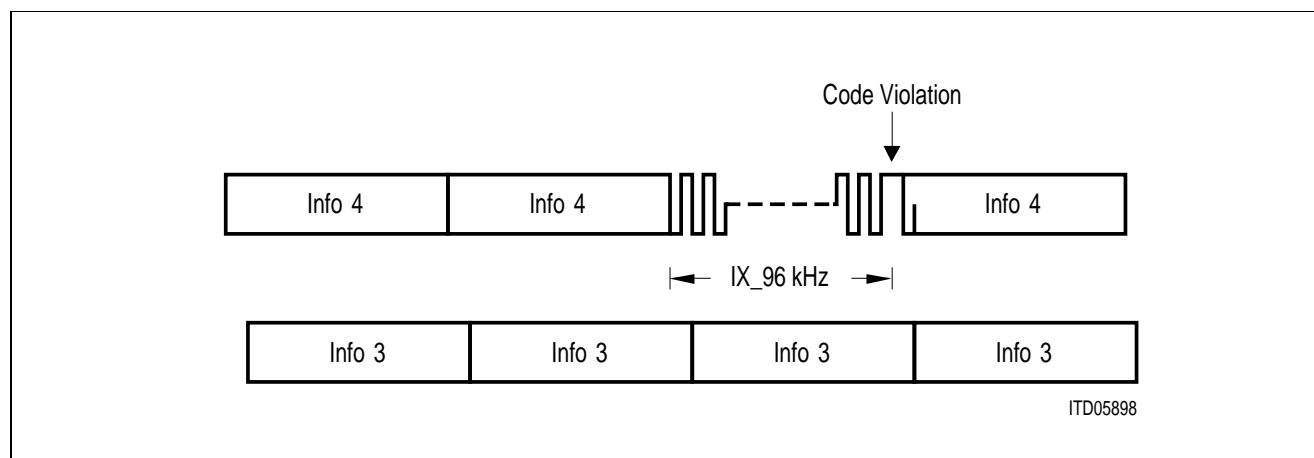 Code Violation
Info 4 Info 4 Info 4
IX_96 kHz
Info 3 Info 3 Info 3 Info 3
ITD05898